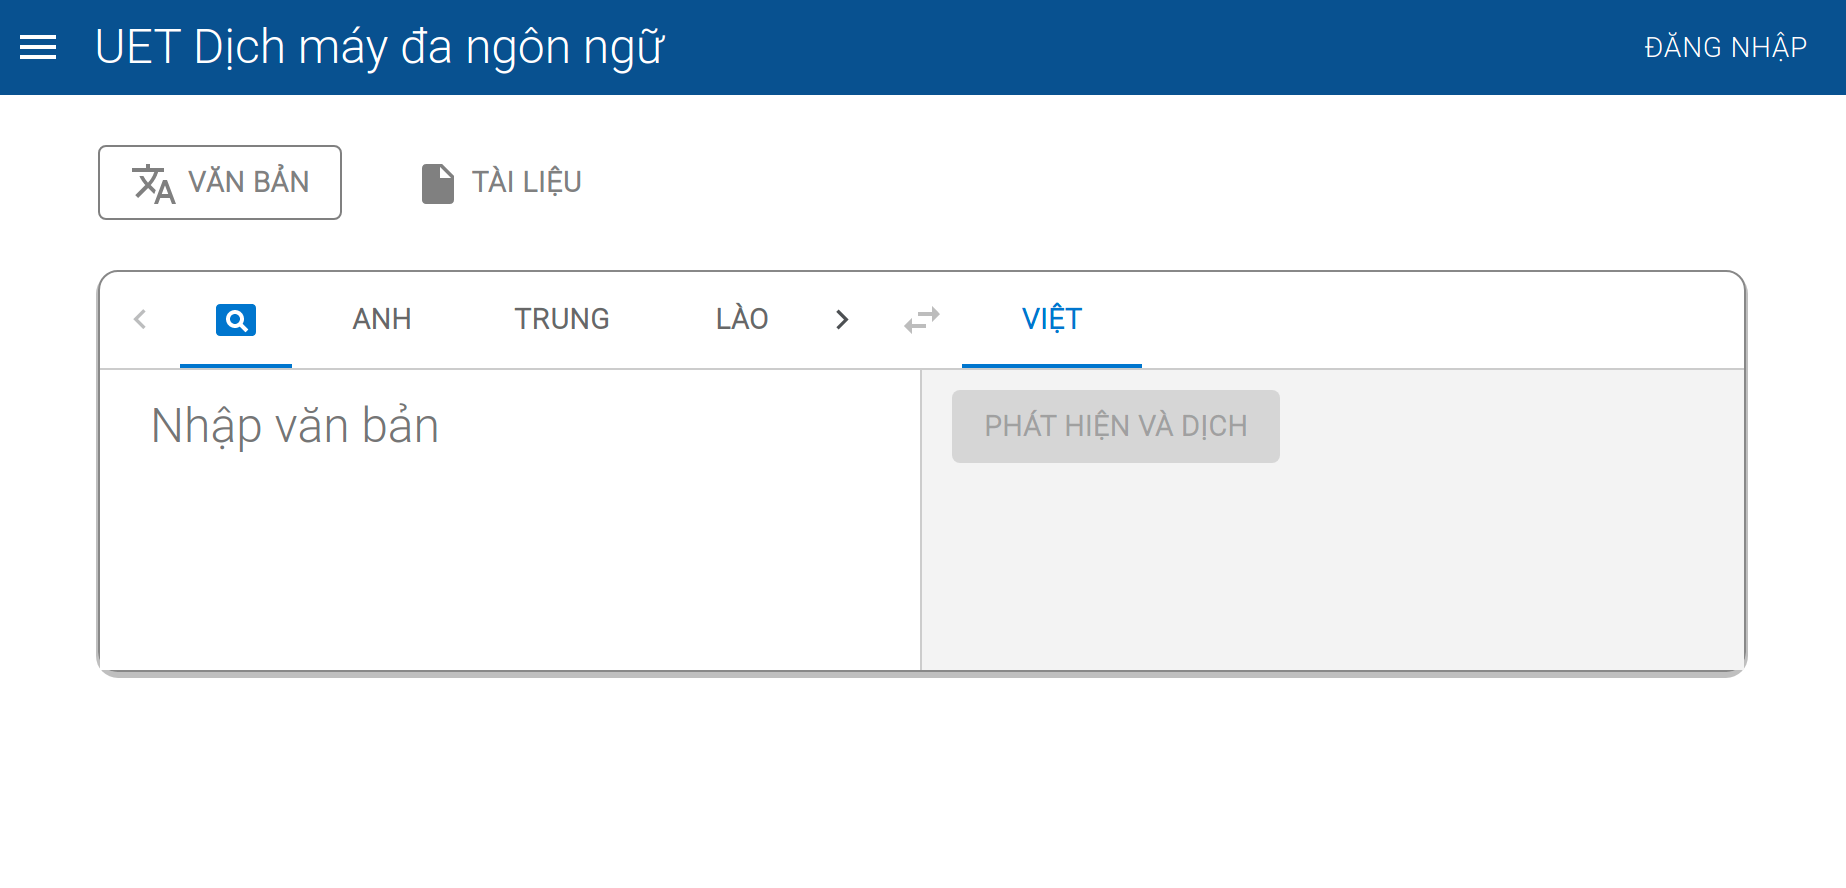 UET Dịch máy đa ngôn ngữ
ĐĂNG NHẬP
VĂN BẢN
TÀI LIỆU
ANH
TRUNG
LÀO
VIỆT
Nhập văn bản
PHÁT HIỆN VÀ DỊCH